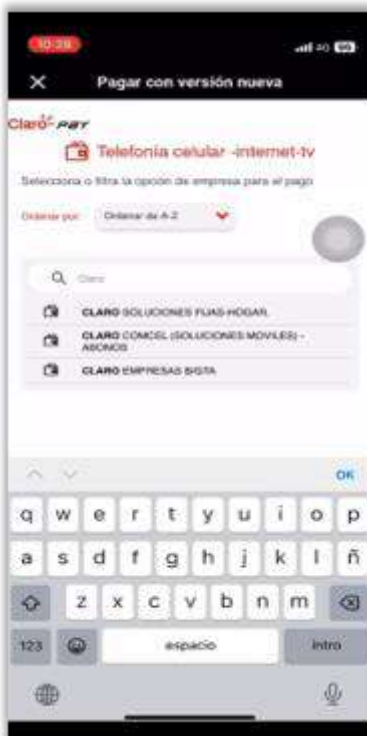 10:28
4G
Pagar con versión nueva
Claro-pay
Telefonía celular -internet-tv
Selecciona o filtra la opción de empresa para el pago
Ordenar por: Ordenar de A-Z
Claro
CLARO SOLUCIONES FIJAS-HOGAR.
CLARO COMCEL (SOLUCIONES MOVILES) -
ABONOS
CLARO EMPRESAS
OK
q w e r t y u i o p
a s d f g h j k l ñ
z x c v b n m
123 espacio intro